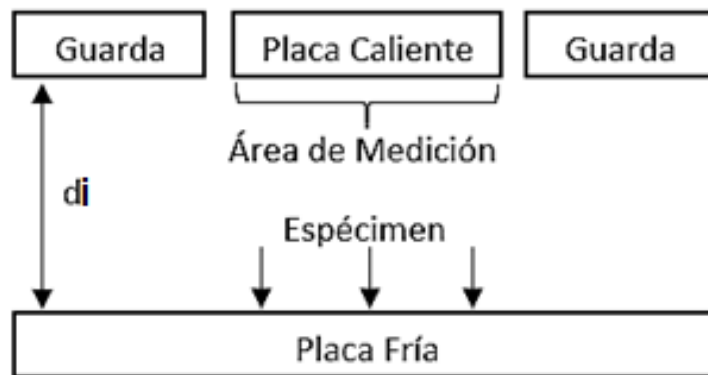 Guarda Placa Caliente Guarda
Área de Medición
di
Espécimen
Placa Fría